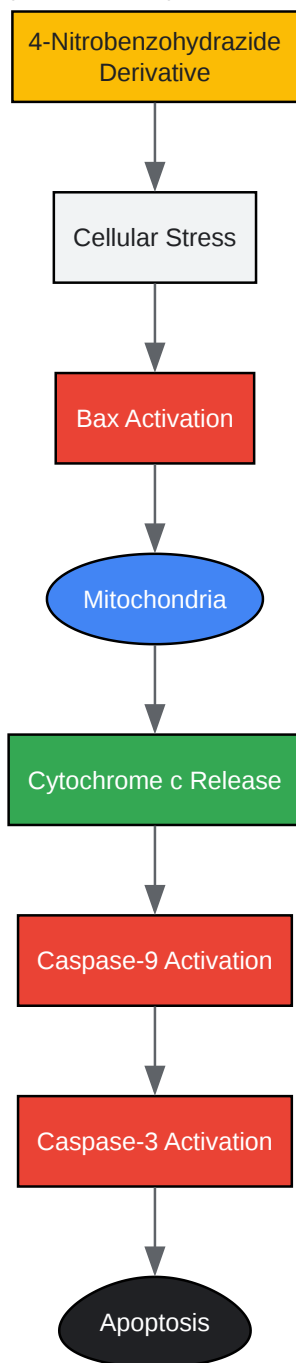 4-Nitrobenzohydrazide
Derivative
Cellular Stress
Bax Activation
Mitochondria
Cytochrome c Release
Caspase-9 Activation
Caspase-3 Activation
Apoptosis